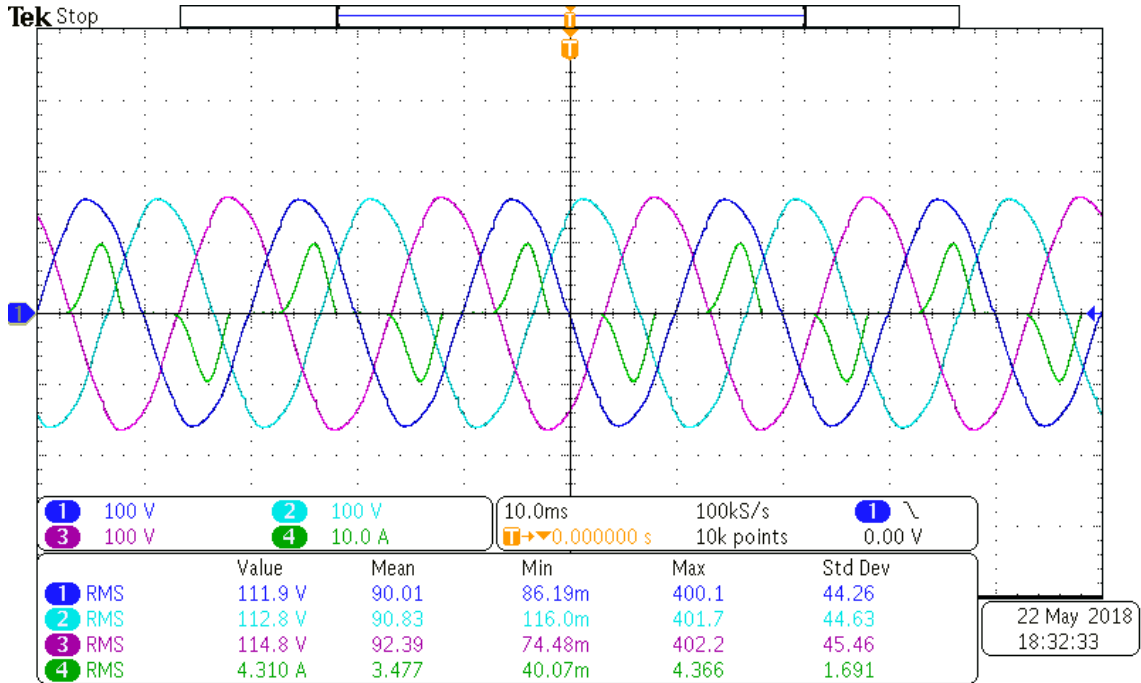 Tek Stop
T
T
1
1 100 V 2 100 V
3 100 V 4 10.0 A
10.0ms 100kS/s 1
T→▼0.000000 s 10k points 0.00 V
Value Mean Min Max Std Dev
1 RMS 111.9 V 90.01 86.19m 400.1 44.26
2 RMS 112.8 V 90.83 116.0m 401.7 44.63
3 RMS 114.8 V 92.39 74.48m 402.2 45.46
4 RMS 4.310 A 3.477 40.07m 4.366 1.691
22 May 2018
18:32:33